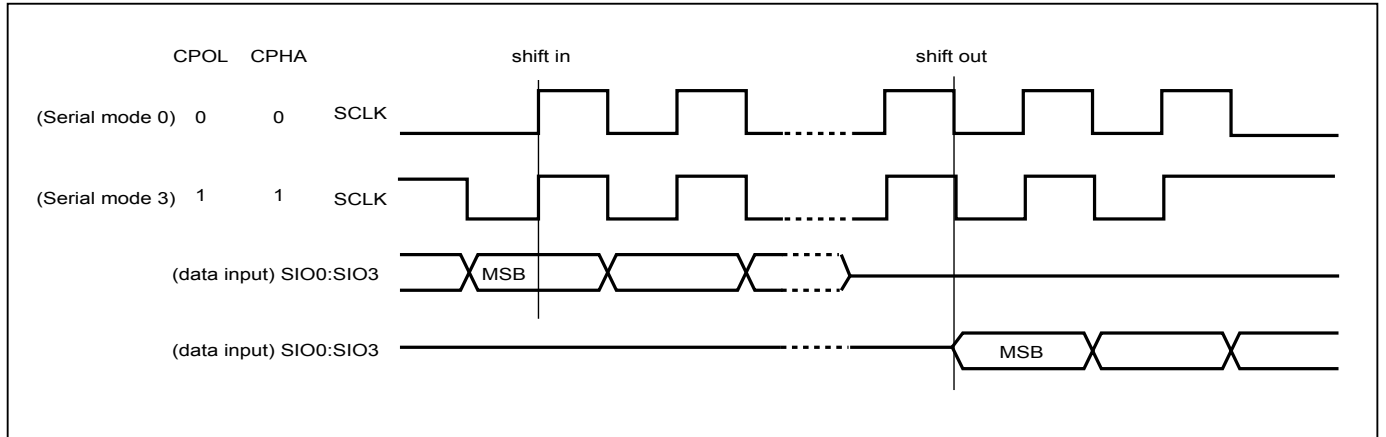 CPOL CPHA shift in shift out
(Serial mode 0) 0 0 SCLK
(Serial mode 3) 1 1 SCLK
(data input) SIO0:SIO3 MSB
(data input) SIO0:SIO3 MSB